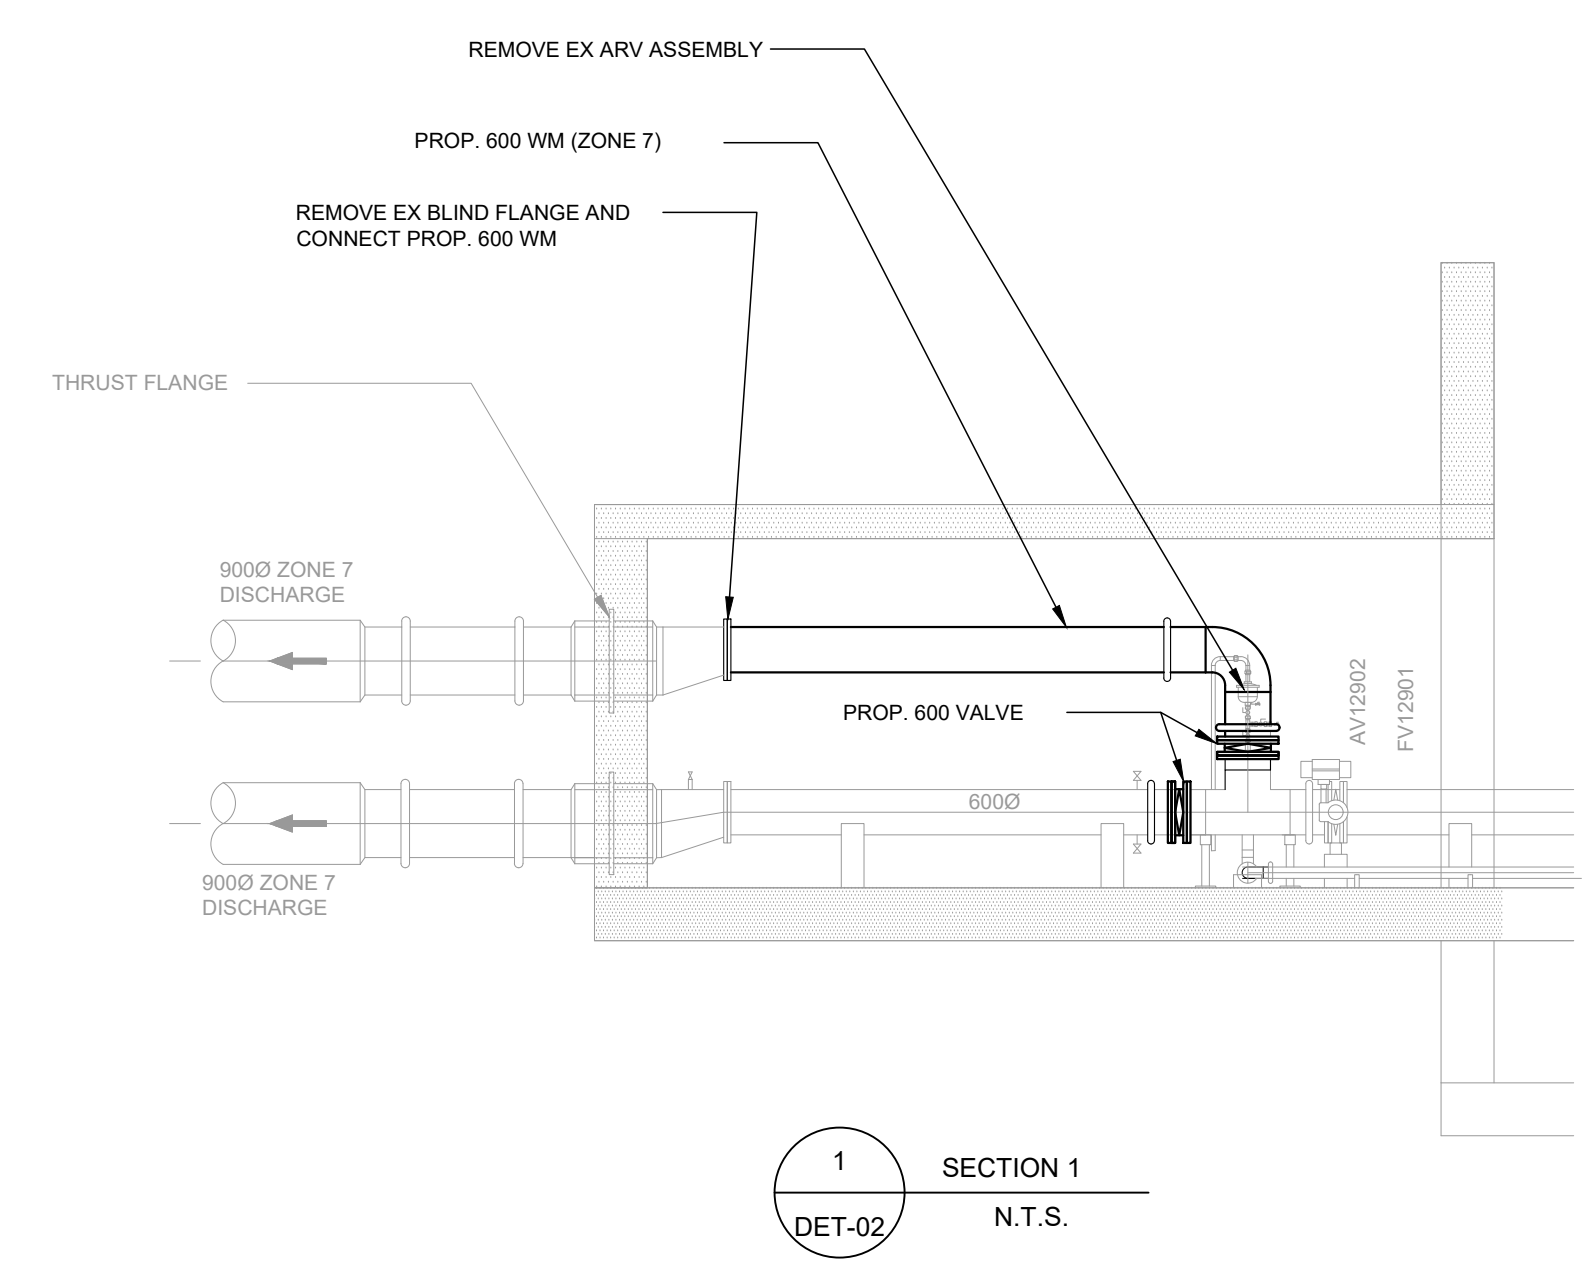 REMOVE EX ARV ASSEMBLY
PROP. 600 WM (ZONE 7)
REMOVE EX BLIND FLANGE AND
CONNECT PROP. 600 WM
THRUST FLANGE
900Ø ZONE 7
DISCHARGE
AV12902
FV12901
PROP. 600 VALVE
600Ø
900Ø ZONE 7
DISCHARGE
1
SECTION 1
DET-02
N.T.S.